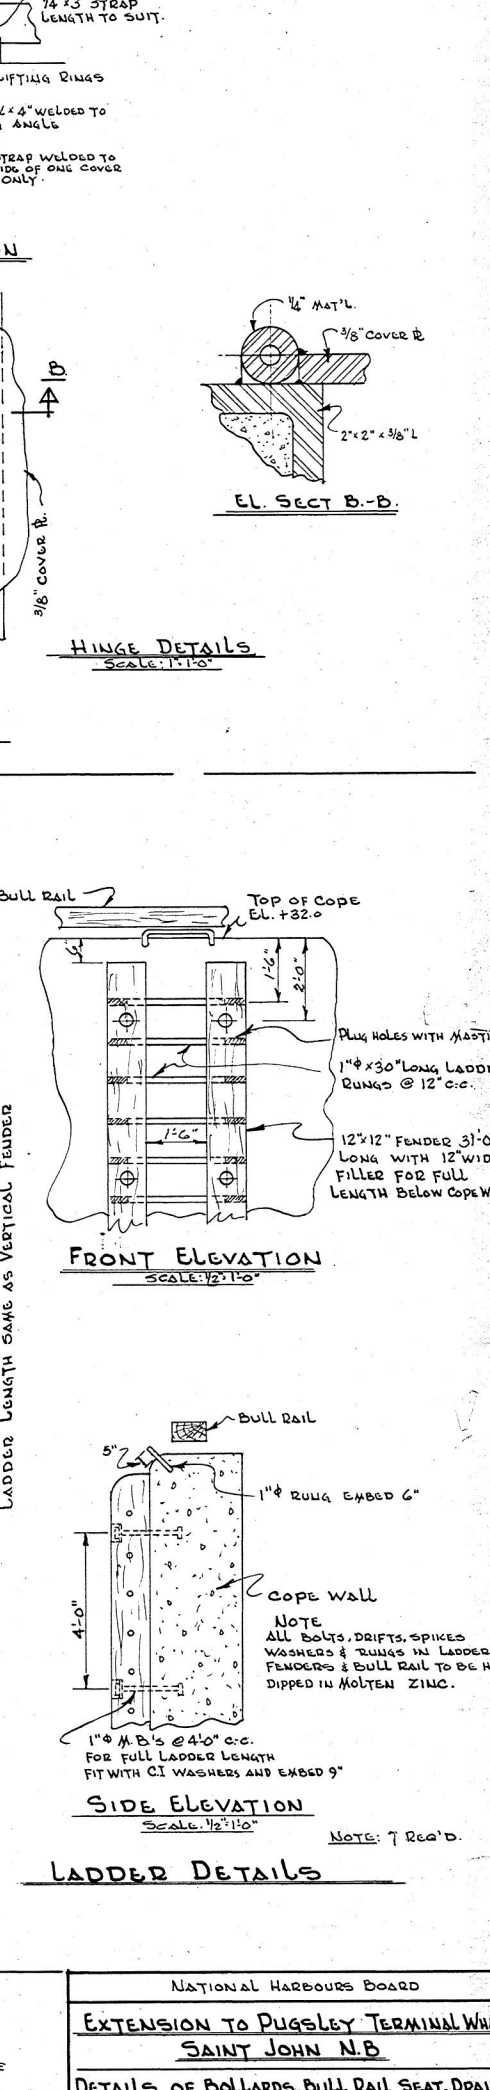 STRAP
LENGTH TO SUIT.
LIFTING RINGS
x 4" WELDED TO
ANGLE
STRAP WELDED TO
OF ONE COVER
ONLY.
B
3/8" COVER ⅊.
1/4" MAT'L.
3/8" COVER ⅊
2"x2"x3/8" L
EL. SECT B.-B.
HINGE DETAILS
SCALE: 1":1'-0"
BULL RAIL
TOP OF COPE
EL. +32.0
6"
1'-6"
2'-0"
PLUG HOLES WITH MASTI
1"ϕ x 30" LONG LADD
RUNGS @ 12" c.c.
1'-6"
12"x12" FENDER 31'-0
LONG WITH 12" WID
FILLER FOR FULL
LENGTH BELOW COPE W
FRONT ELEVATION
SCALE: 1/2":1'-0"
LADDER LENGTH SAME AS VERTICAL FENDER
BULL RAIL
5"
1"ϕ RUNG EMBED 6"
4'-0"
COPE WALL
NOTE
ALL BOLTS, DRIFTS, SPIKES
WASHERS & RUNGS IN LADDER
FENDERS & BULL RAIL TO BE H
DIPPED IN MOLTEN ZINC.
1"ϕ M.B's @ 4'-0" c.c.
FOR FULL LADDER LENGTH
FIT WITH C.I WASHERS AND EMBED 9"
SIDE ELEVATION
SCALE. 1/2":1'-0"
NOTE: 7 REQ'D.
LADDER DETAILS
NATIONAL HARBOURS BOARD
EXTENSION TO PUGSLEY TERMINAL WH
SAINT JOHN N.B
DETAILS OF BOLLARDS, BULL RAIL SEAT, DRAI